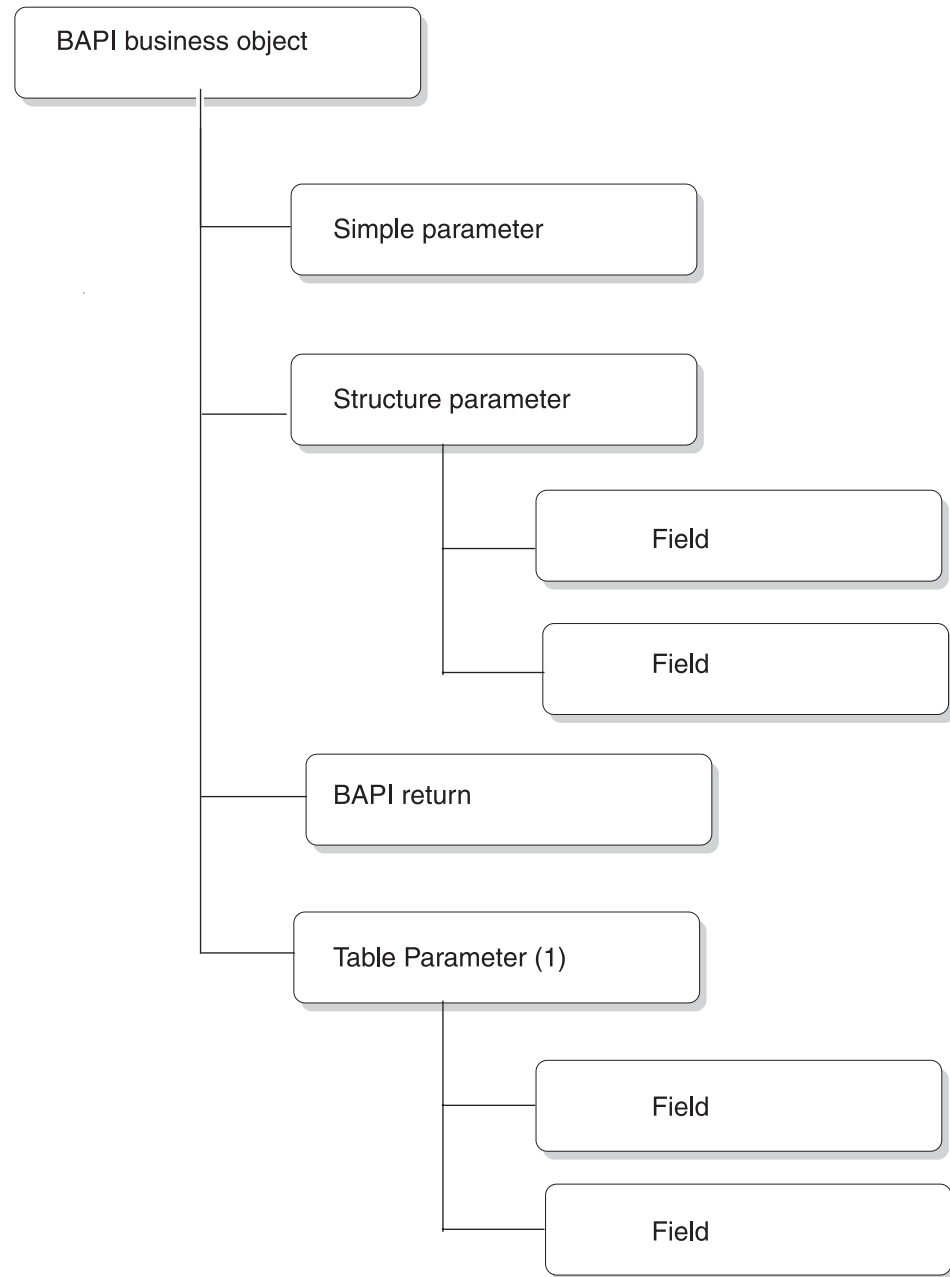 BAPI business object
Simple parameter
Structure parameter
Field
Field
BAPI return
Table Parameter (1)
Field
Field